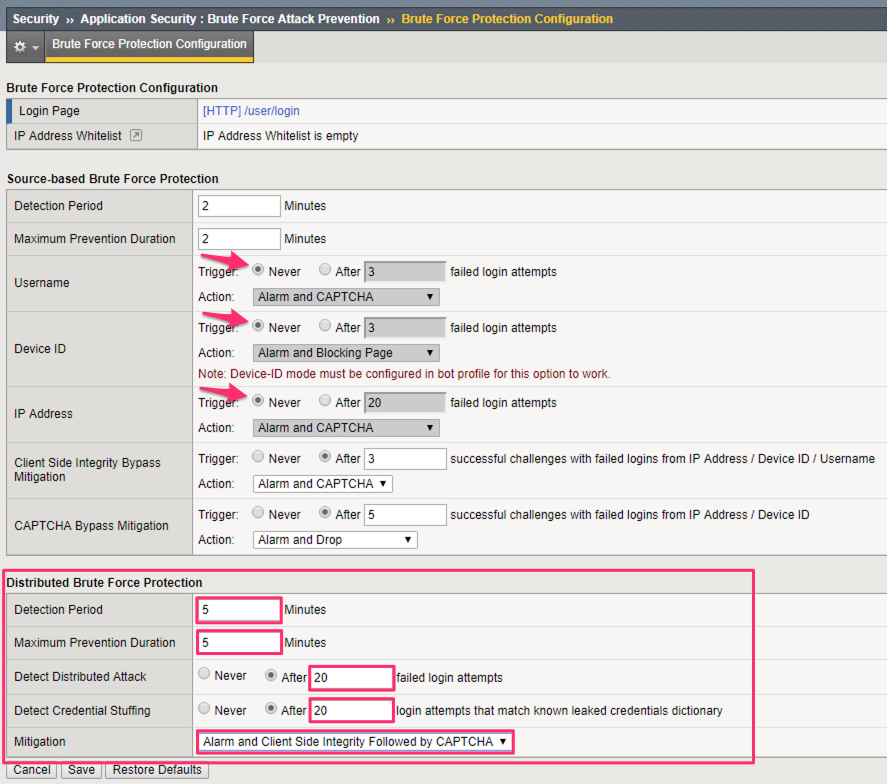 Security ›› Application Security : Brute Force Attack Prevention ›› Brute Force Protection Configuration
Brute Force Protection Configuration
Brute Force Protection Configuration
Login Page [HTTP] /user/login
IP Address Whitelist IP Address Whitelist is empty
Source-based Brute Force Protection
Detection Period 2 Minutes
Maximum Prevention Duration 2 Minutes
Username
Trigger: Never After 3 failed login attempts
Action: Alarm and CAPTCHA
Device ID
Trigger: Never After 3 failed login attempts
Action: Alarm and Blocking Page
Note: Device-ID mode must be configured in bot profile for this option to work.
IP Address
Trigger: Never After 20 failed login attempts
Action: Alarm and CAPTCHA
Client Side Integrity Bypass
Mitigation
Trigger: Never After 3 successful challenges with failed logins from IP Address / Device ID / Username
Action: Alarm and CAPTCHA
CAPTCHA Bypass Mitigation
Trigger: Never After 5 successful challenges with failed logins from IP Address / Device ID
Action: Alarm and Drop
Distributed Brute Force Protection
Detection Period 5 Minutes
Maximum Prevention Duration 5 Minutes
Detect Distributed Attack Never After 20 failed login attempts
Detect Credential Stuffing Never After 20 login attempts that match known leaked credentials dictionary
Mitigation Alarm and Client Side Integrity Followed by CAPTCHA
Cancel Save Restore Defaults